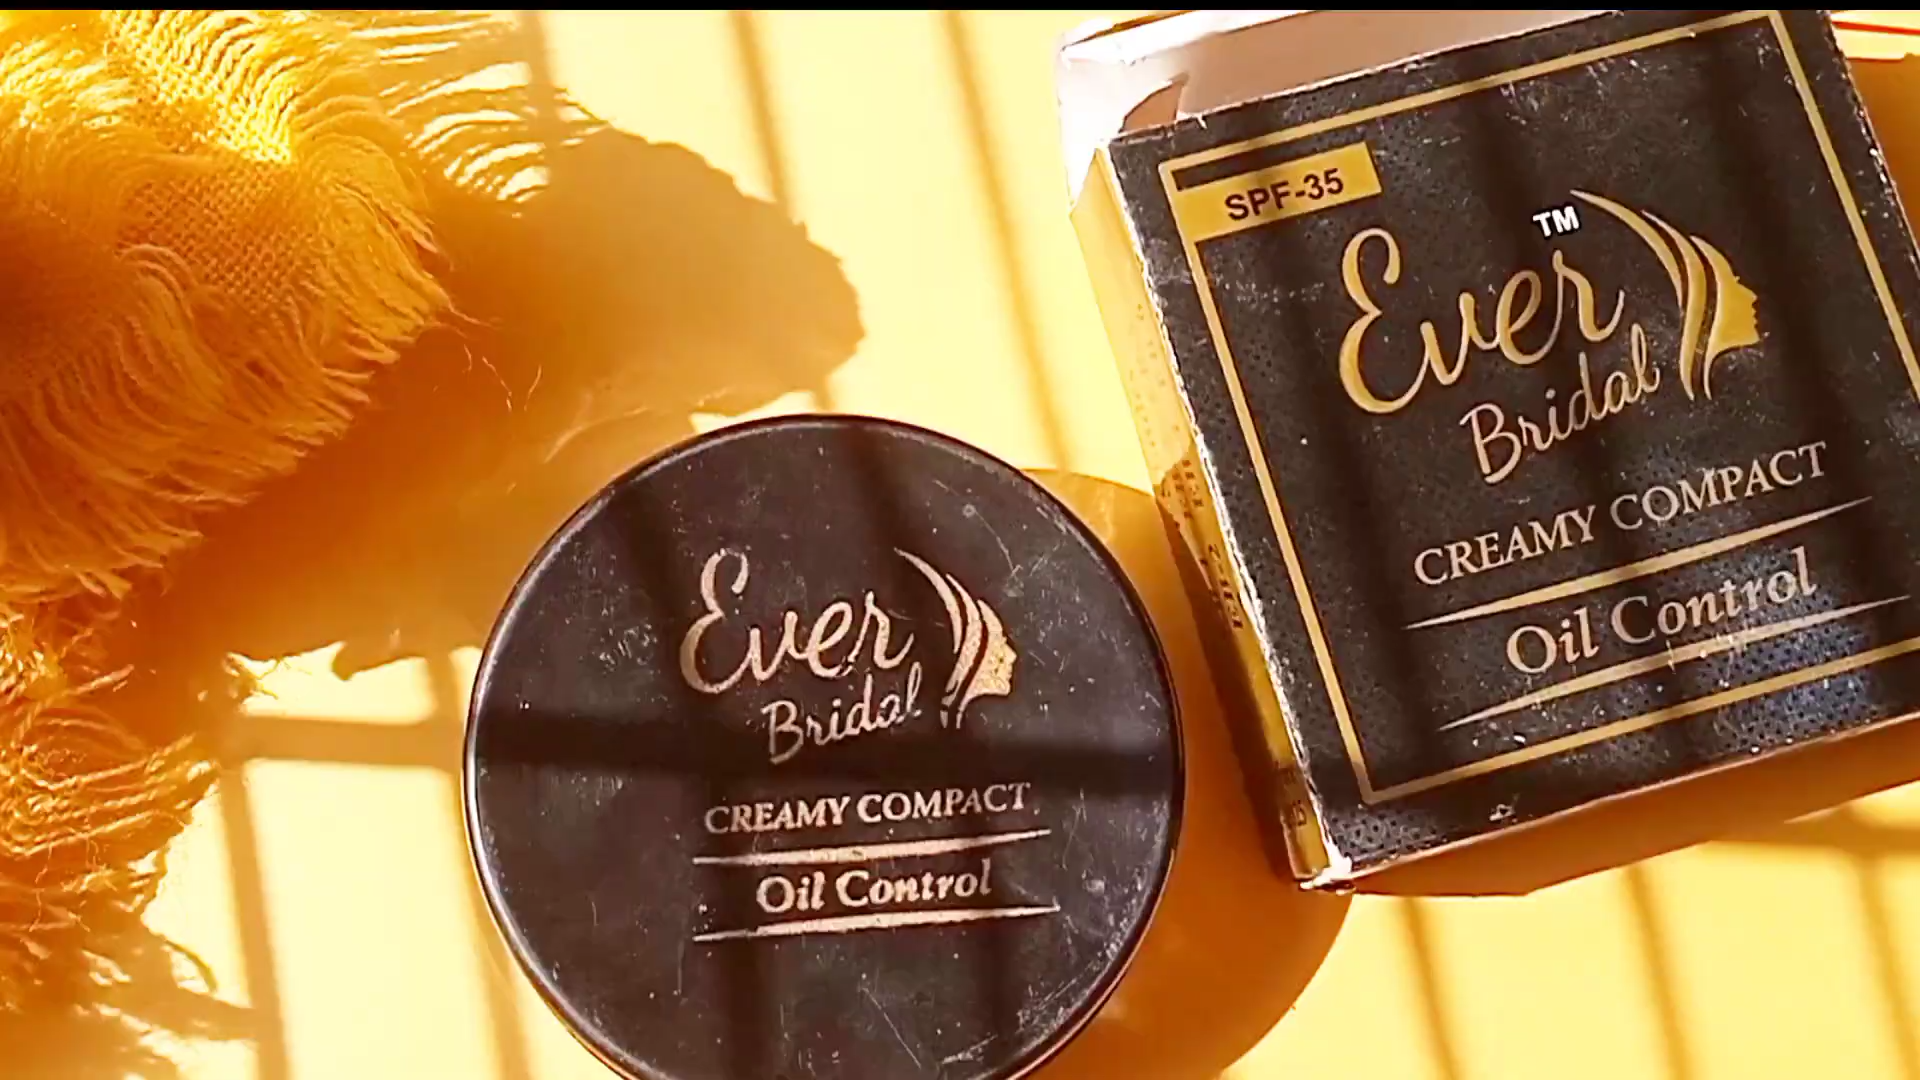 SPF-35
Ever TM
Bridal
CREAMY COMPACT
Oil Control
Ever
Bridal
CREAMY COMPACT
Oil Control